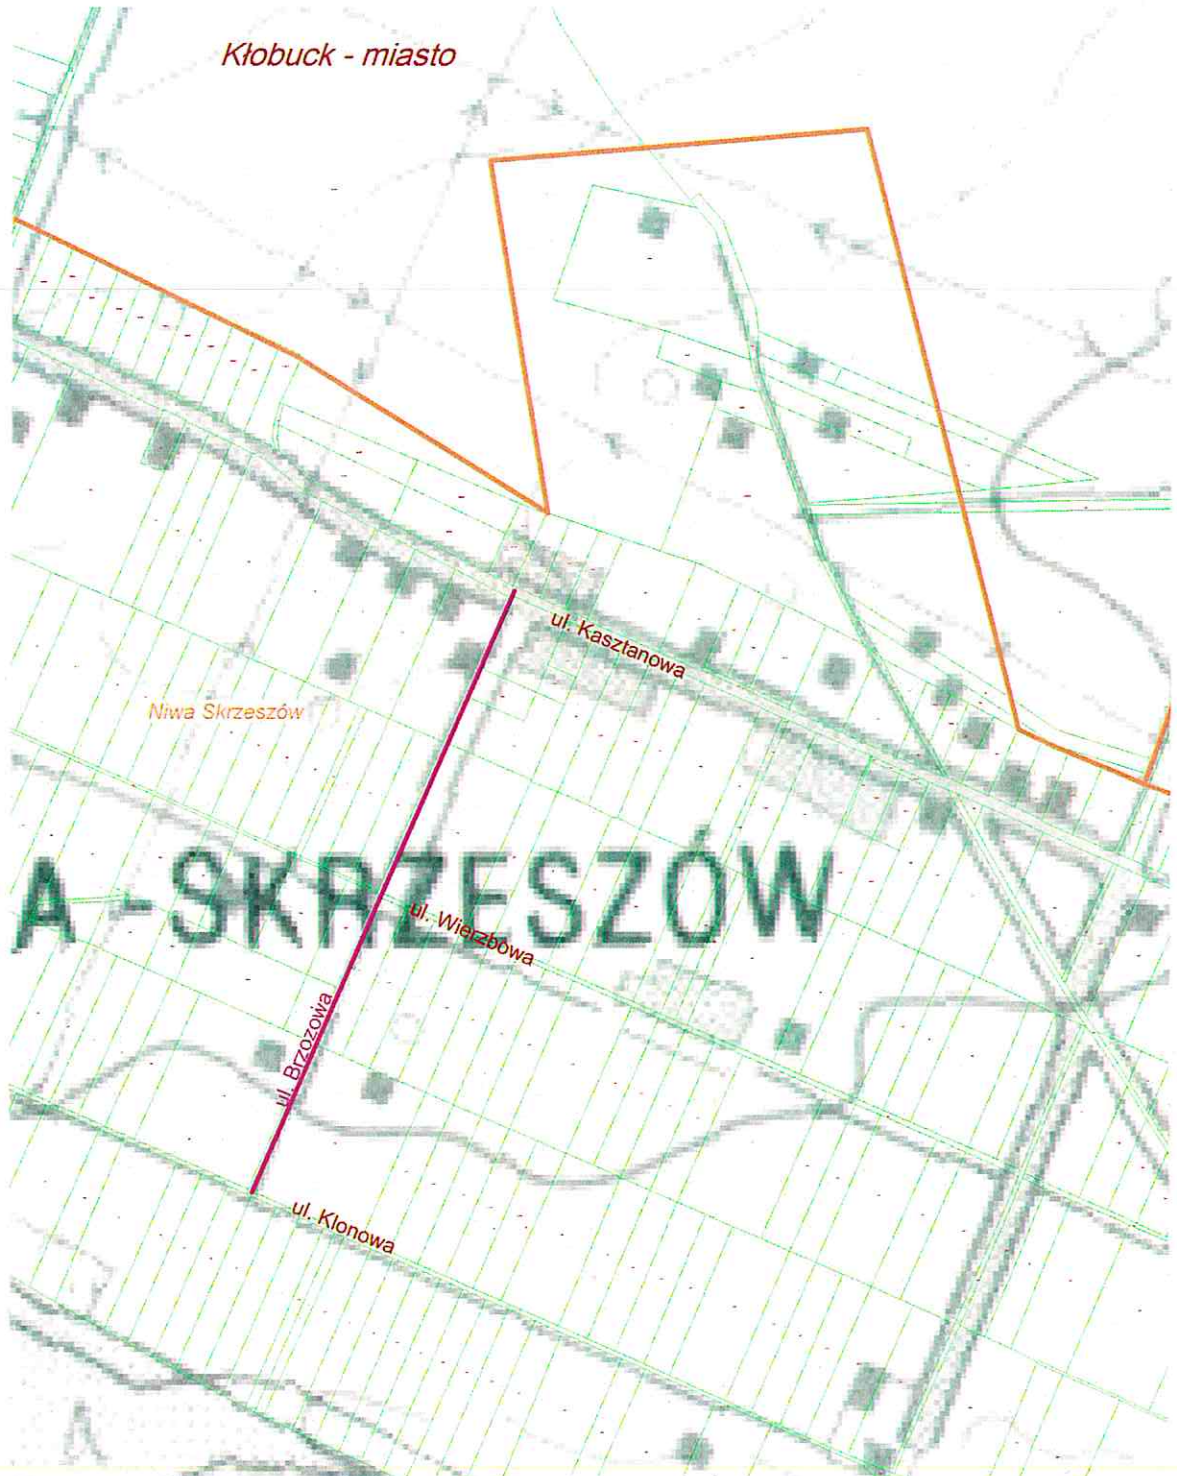 Kłobuck - miasto
ul. Kasztanowa
Niwa Skrzeszów
A - SKRZESZÓW
ul. Wierzbowa
ul. Brzozowa
ul. Klonowa